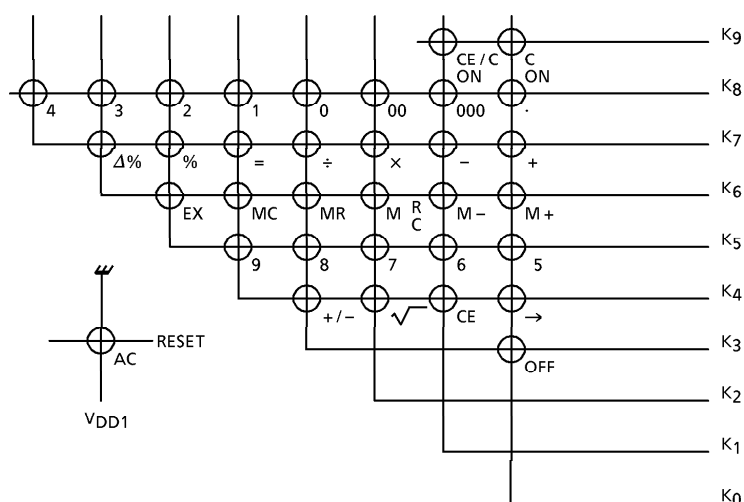 K9
CE / C ON C ON
K8
4 3 2 1 0 00 000 ·
K7
Δ% % = ÷ × − +
K6
EX MC MR M R C M− M+
K5
9 8 7 6 5
K4
+/− √ CE →
RESET
K3
AC
OFF
K2
VDD1
K1
K0